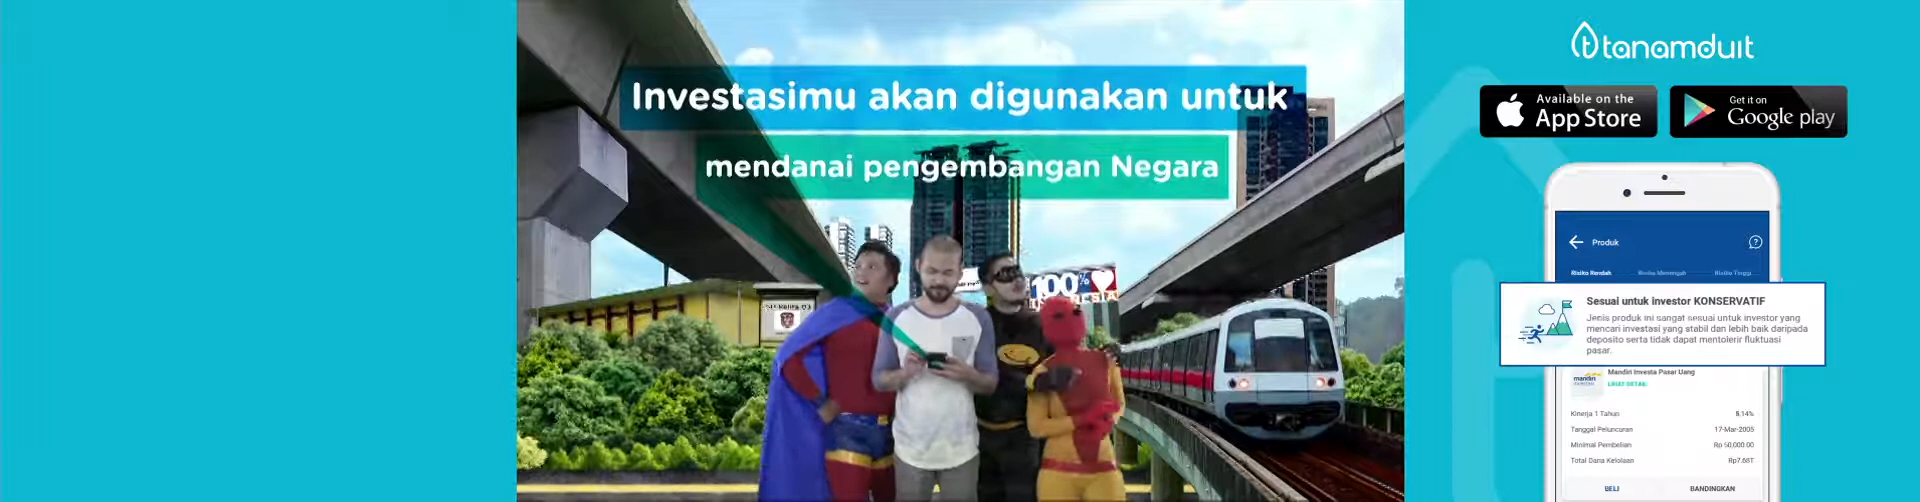 Investasimu akan digunakan untuk
mendanai pengembangan Negara
100%
tanamduit
Available on the
App Store
Get it on
Google play
Produk
Risiko Rendah
Risiko Menengah
Risiko Tinggi
Sesuai untuk investor KONSERVATIF
Jenis produk ini sangat sesuai untuk investor yang
mencari investasi yang stabil dan lebih baik daripada
deposito serta tidak dapat mentolerir fluktuasi
pasar.
mandiri
Mandiri Investa Pasar Uang
LIHAT DETAIL
Kinerja 1 Tahun
5,14%
Tanggal Peluncuran
17-Mar-2005
Minimal Pembelian
Rp 50,000.00
Total Dana Kelolaan
Rp7.68T
BELI
BANDINGKAN